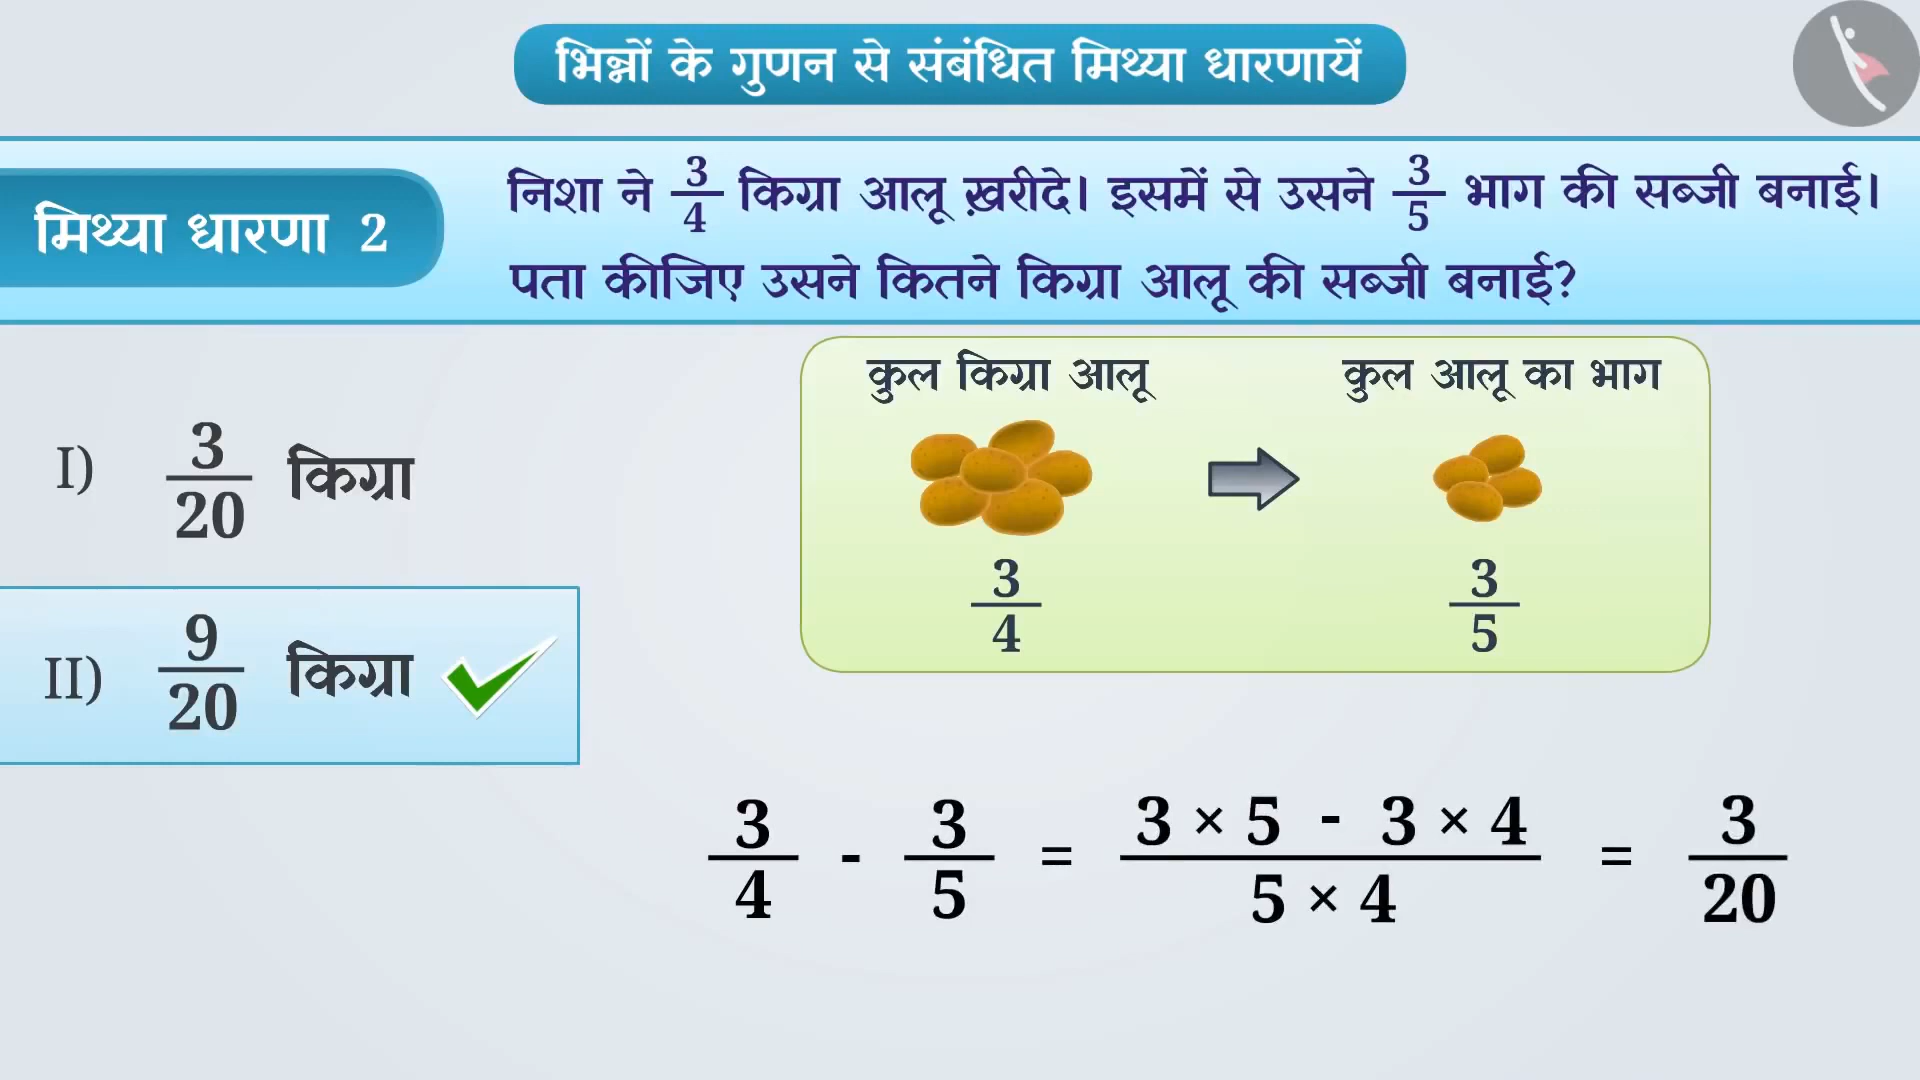 भिन्नों के गुणन से संबंधित मिथ्या धारणायें
मिथ्या धारणा 2
निशा ने 3/4 किग्रा आलू ख़रीदे। इसमें से उसने 3/5 भाग की सब्जी बनाई।
पता कीजिए उसने कितने किग्रा आलू की सब्जी बनाई?
I) 3/20 किग्रा
II) 9/20 किग्रा
कुल किग्रा आलू
कुल आलू का भाग
3/4
3/5
3/4 - 3/5 = (3 × 5 - 3 × 4)/(5 × 4) = 3/20